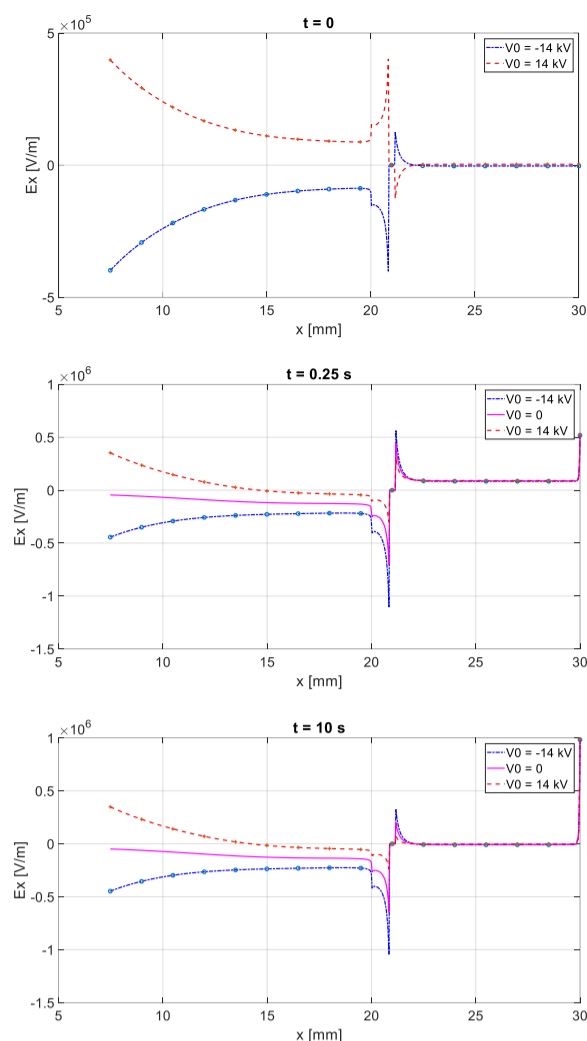 t = 0
×10^5
5
0
-5
Ex [V/m]
V0 = -14 kV
V0 = 14 kV
5 10 15 20 25 30
x [mm]
t = 0.25 s
×10^6
1
0.5
0
-0.5
-1
-1.5
Ex [V/m]
V0 = -14 kV
V0 = 0
V0 = 14 kV
5 10 15 20 25 30
x [mm]
t = 10 s
×10^6
1
0.5
0
-0.5
-1
-1.5
Ex [V/m]
V0 = -14 kV
V0 = 0
V0 = 14 kV
5 10 15 20 25 30
x [mm]